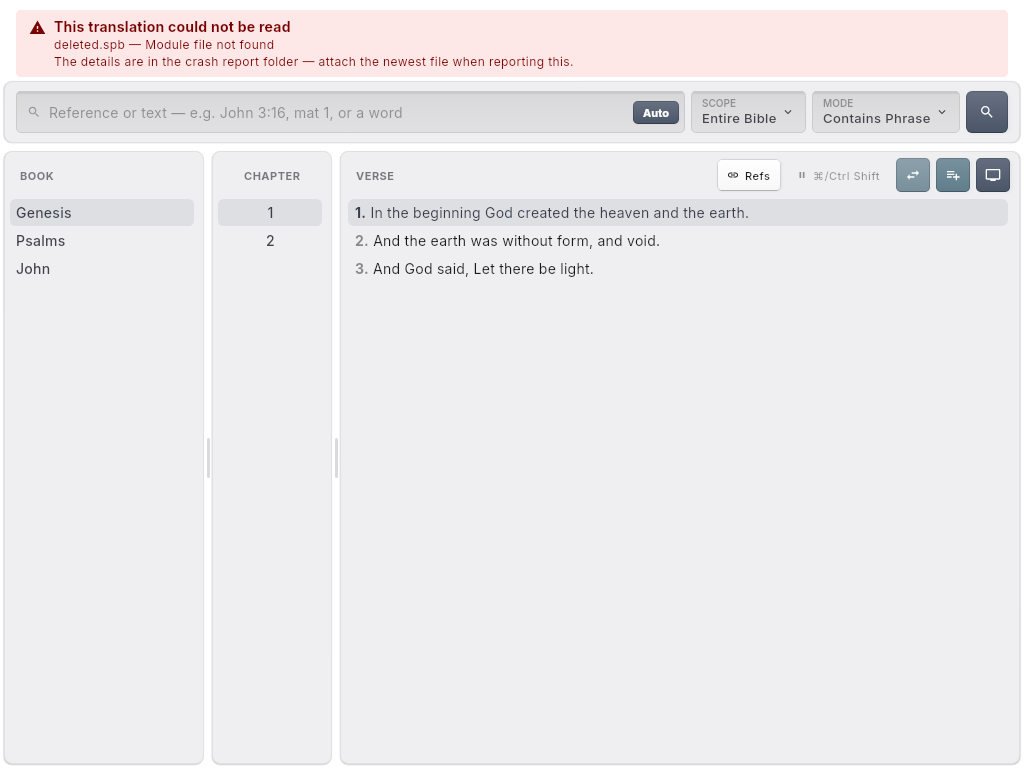 This translation could not be read
deleted.spb — Module file not found
The details are in the crash report folder — attach the newest file when reporting this.
Reference or text — e.g. John 3:16, mat 1, or a word
Auto
SCOPE
Entire Bible
MODE
Contains Phrase
BOOK
Genesis
Psalms
John
CHAPTER
1
2
VERSE
Refs
⌘/Ctrl Shift
1. In the beginning God created the heaven and the earth.
2. And the earth was without form, and void.
3. And God said, Let there be light.